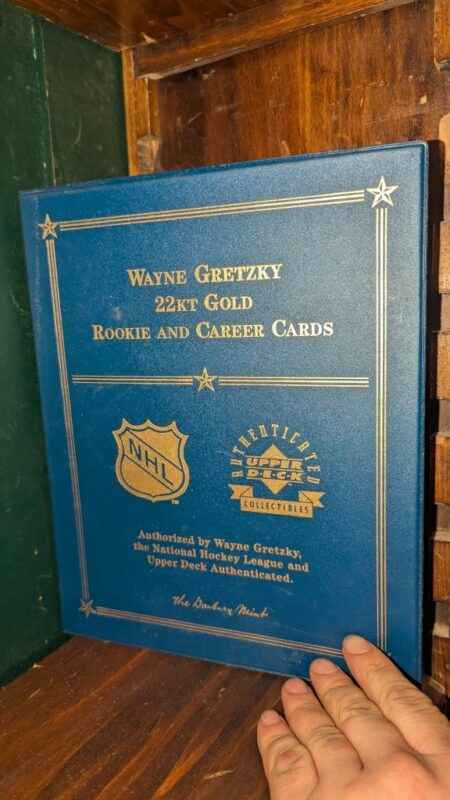 WAYNE GRETZKY
22KT GOLD
ROOKIE AND CAREER CARDS
NHL
TM
AUTHENTICATED
UPPER
D·E·C·K
COLLECTIBLES
Authorized by Wayne Gretzky,
the National Hockey League and
Upper Deck Authenticated.
The Danbury Mint